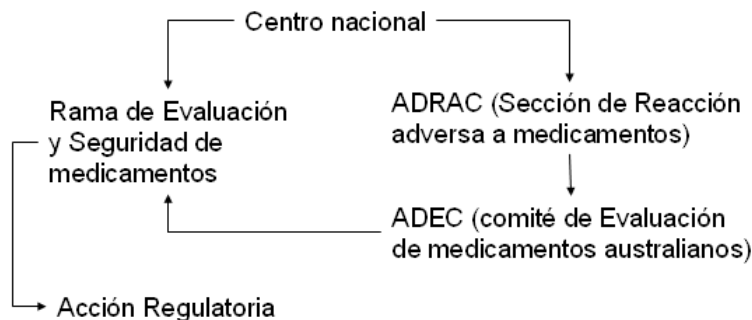 Centro nacional
Rama de Evaluación
y Seguridad de
medicamentos
ADRAC (Sección de Reacción
adversa a medicamentos)
ADEC (comité de Evaluación
de medicamentos australianos)
Acción Regulatoria